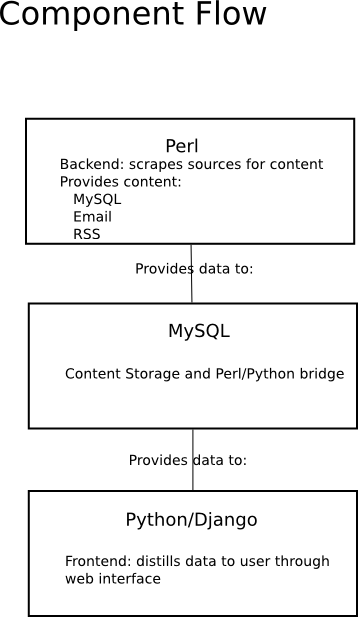 Component Flow
Perl
Backend: scrapes sources for content
Provides content:
MySQL
Email
RSS
Provides data to:
MySQL
Content Storage and Perl/Python bridge
Provides data to:
Python/Django
Frontend: distills data to user through
web interface